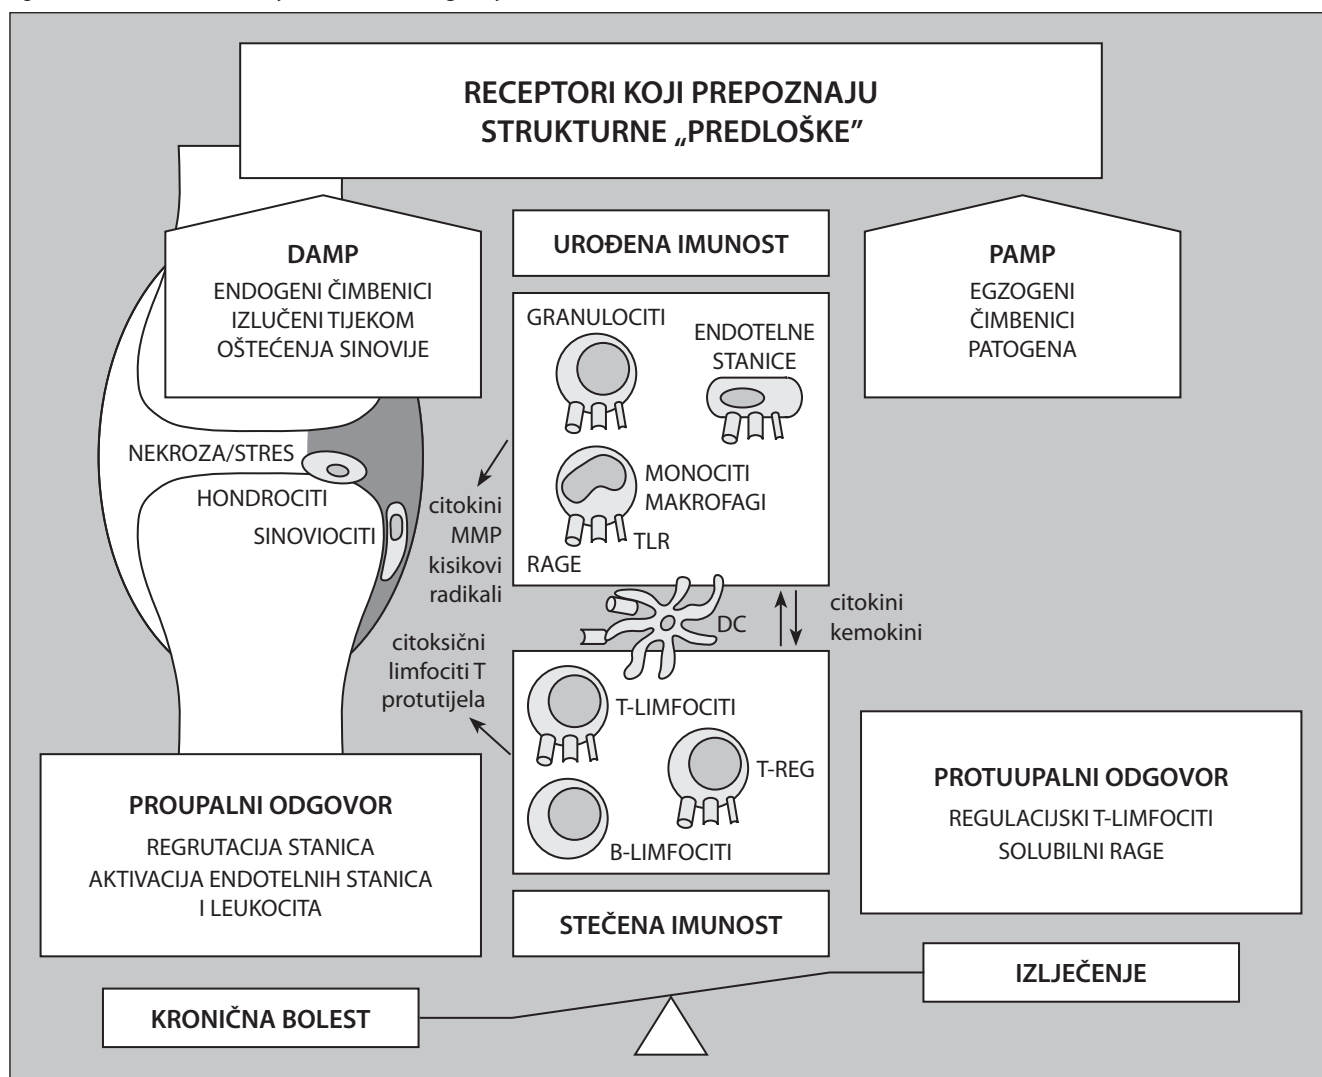 RECEPTORI KOJI PREPOZNAJU
STRUKTURNE „PREDLOŠKE”
DAMP
ENDOGENI ČIMBENICI
IZLUČENI TIJEKOM
OŠTEĆENJA SINOVIJE
UROĐENA IMUNOST
PAMP
EGZOGENI
ČIMBENICI
PATOGENA
GRANULOCITI
ENDOTELNE
STANICE
MONOCITI
MAKROFAGI
TLR
RAGE
NEKROZA/STRES
HONDROCITI
SINOVIOCITI
citokini
MMP
kisikovi
radikali
DC
citokini
kemokini
citoksični
limfociti T
protutijela
T-LIMFOCITI
T-REG
B-LIMFOCITI
PROUPALNI ODGOVOR
REGRUTACIJA STANICA
AKTIVACIJA ENDOTELNIH STANICA
I LEUKOCITA
STEČENA IMUNOST
PROTUUPALNI ODGOVOR
REGULACIJSKI T-LIMFOCITI
SOLUBILNI RAGE
KRONIČNA BOLEST
IZLJEČENJE